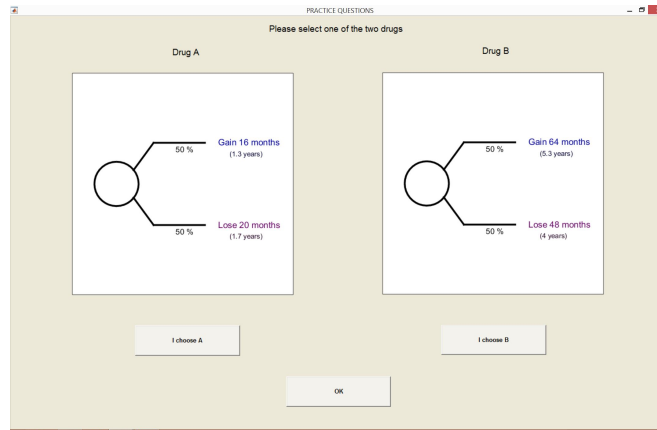 PRACTICE QUESTIONS
Please select one of the two drugs
Drug A
50 %
Gain 16 months
(1.3 years)
50 %
Lose 20 months
(1.7 years)
I choose A
Drug B
50 %
Gain 64 months
(5.3 years)
50 %
Lose 48 months
(4 years)
I choose B
OK